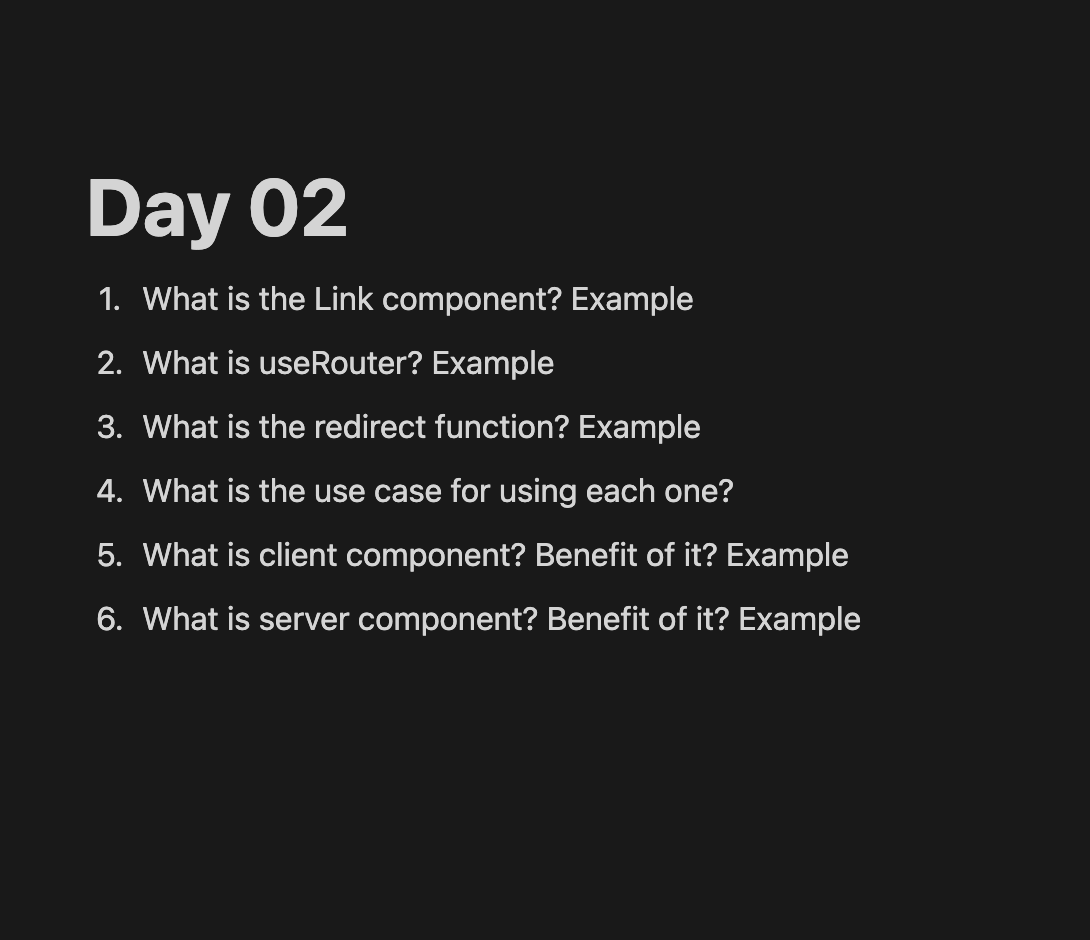 Day 02
1. What is the Link component? Example
2. What is useRouter? Example
3. What is the redirect function? Example
4. What is the use case for using each one?
5. What is client component? Benefit of it? Example
6. What is server component? Benefit of it? Example